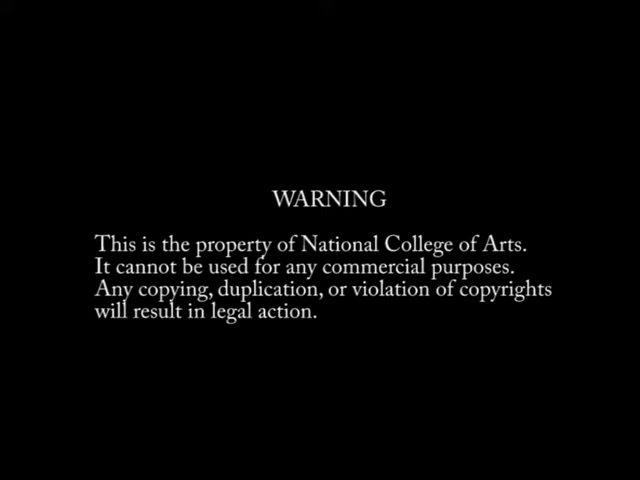 WARNING
This is the property of National College of Arts.
It cannot be used for any commercial purposes.
Any copying, duplication, or violation of copyrights
will result in legal action.